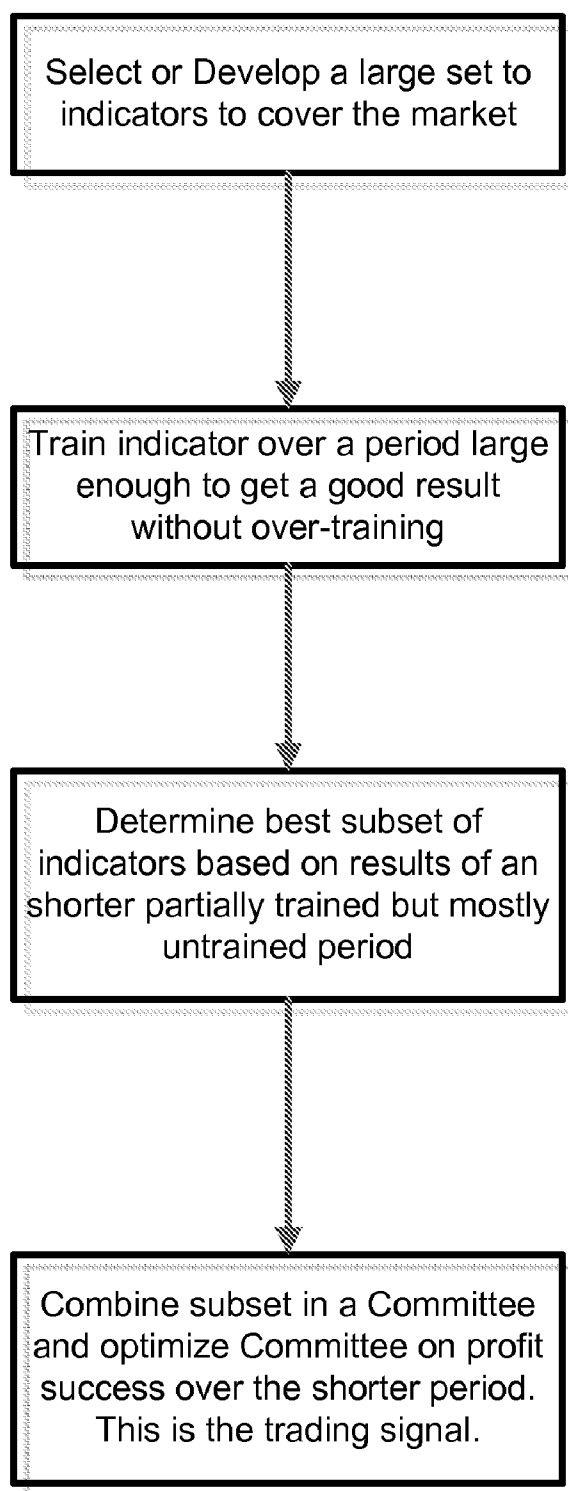 Select or Develop a large set to
indicators to cover the market
Train indicator over a period large
enough to get a good result
without over-training
Determine best subset of
indicators based on results of an
shorter partially trained but mostly
untrained period
Combine subset in a Committee
and optimize Committee on profit
success over the shorter period.
This is the trading signal.